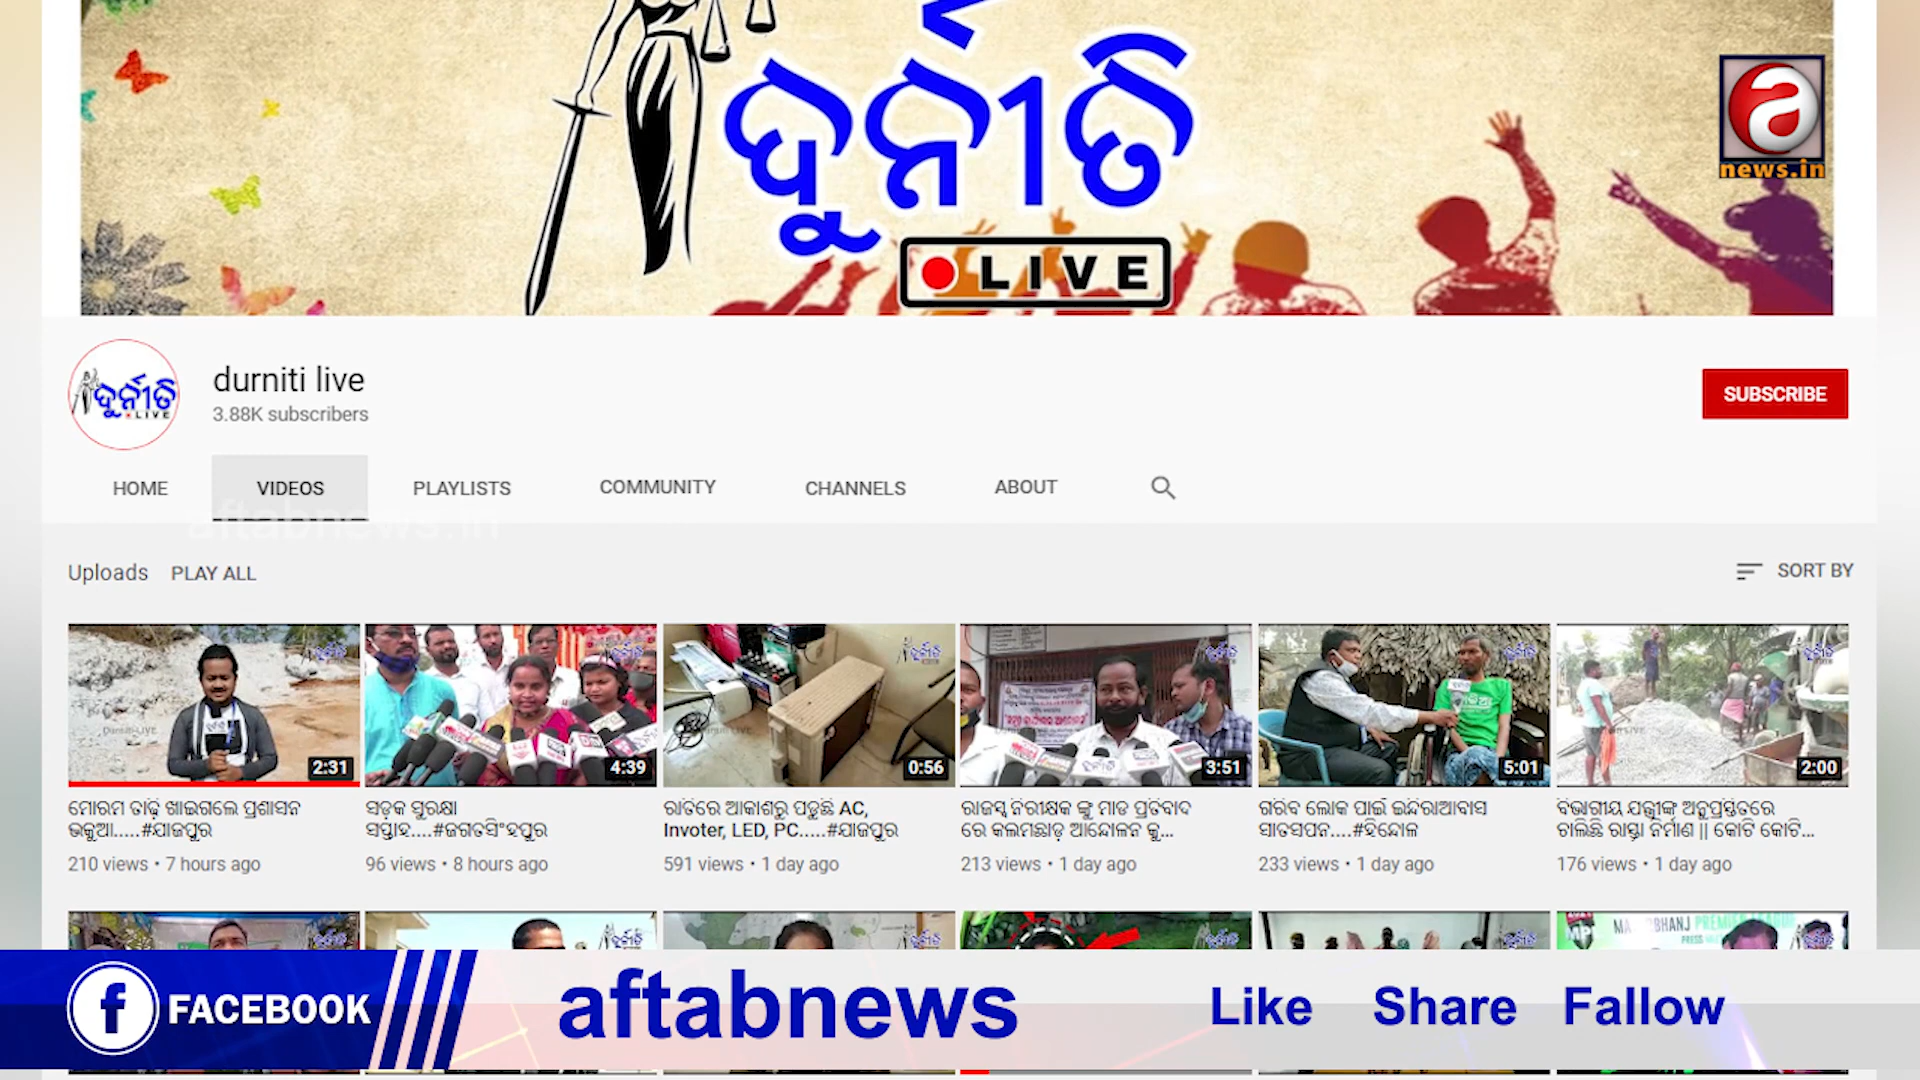 ଦୁର୍ନୀତି
LIVE
a
news.in
durniti live
3.88K subscribers
SUBSCRIBE
HOME VIDEOS PLAYLISTS COMMUNITY CHANNELS ABOUT
aftabnews.in
Uploads PLAY ALL SORT BY
2:31 4:39 0:56 3:51 5:01 2:00
ମୋରମ ତାଢ଼ି ଖାଇଗଲେ ପ୍ରଶାସନ
ଭକୁଆ.....#ଯାଜପୁର
210 views • 7 hours ago
ସଡ଼କ ସୁରକ୍ଷା
ସପ୍ତାହ....#ଜଗତସିଂହପୁର
96 views • 8 hours ago
ରାତିରେ ଆକାଶରୁ ପଡୁଛି AC,
Invoter, LED, PC.....#ଯାଜପୁର
591 views • 1 day ago
ରାଜସ୍ୱ ନିରୀକ୍ଷକ ଙ୍କୁ ମାଡ ପ୍ରତିବାଦ
ରେ କଲମଛାଡ଼ ଆନ୍ଦୋଳନ କୁ...
213 views • 1 day ago
ଗରିବ ଲୋକ ପାଇଁ ଇନ୍ଦିରାଆବାସ
ସାତସପନ....#ହିନ୍ଦୋଳ
233 views • 1 day ago
ବିଭାଗୀୟ ଯନ୍ତ୍ରୀଙ୍କ ଅନୁପସ୍ଥିତରେ
ଚାଲିଛି ରାସ୍ତା ନିର୍ମାଣ || କୋଟି କୋଟି...
176 views • 1 day ago
FACEBOOK aftabnews Like Share Fallow